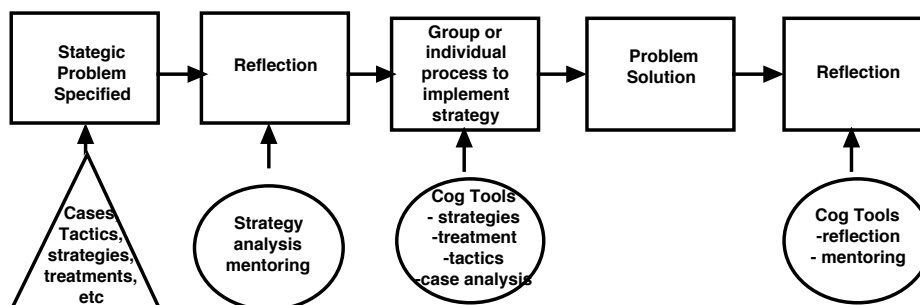 Stategic
Problem
Specified
Reflection
Group or
individual
process to
implement
strategy
Problem
Solution
Reflection
Cases,
Tactics,
strategies,
treatments,
etc
Strategy
analysis
mentoring
Cog Tools
- strategies
-treatment
-tactics
-case analysis
Cog Tools
-reflection
- mentoring